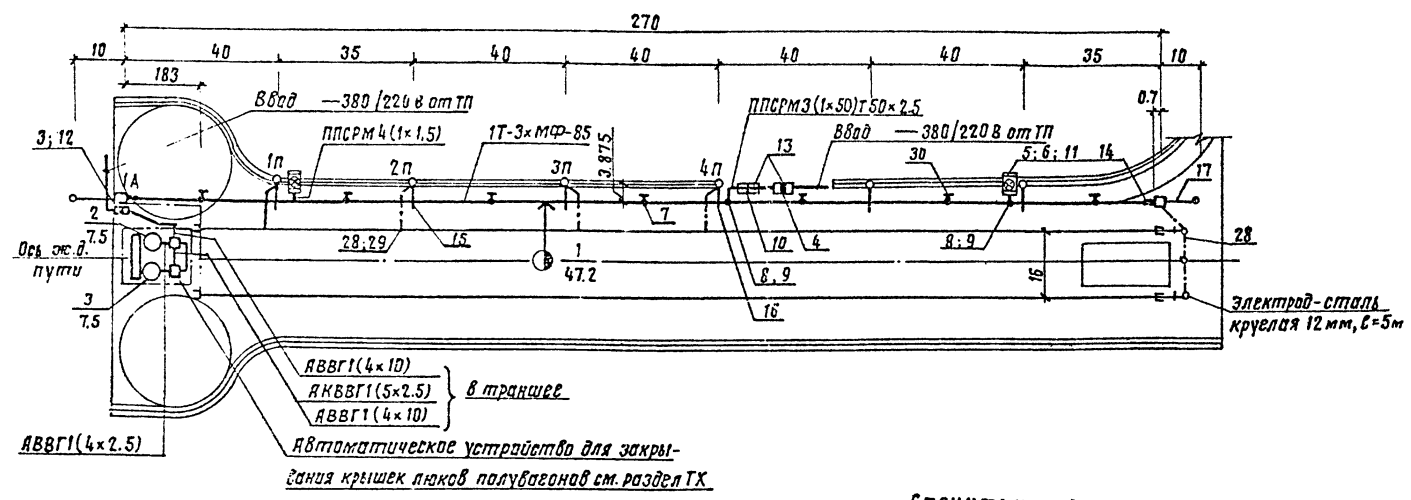 270
10
40
35
40
40
40
40
35
10
183
0.7
Ввод —380/220 В от ТП
ППСРМ 4(1×1.5)
1Т-3×МФ-85
3.875
ППСРМ3(1×50)Т50×2.5
Ввод — 380/220 В от ТП
3; 12
13
30
5; 6; 11
14
1п
2п
3п
4п
А
17
2
7.5
7
10
4
8; 9
28
28; 29
15
Ось ж.д.
пути
1
47.2
8; 9
16
16
3
7.5
Электрод-сталь
круглая 12 мм, ℓ=5м
АВВГ1(4×10)
АКВВГ1(5×2.5)
АВВГ1(4×10)
в траншее
АВВГ1(4×2.5)
Автоматическое устройство для закры-
вания крышек люков полувагонов см. раздел ТХ